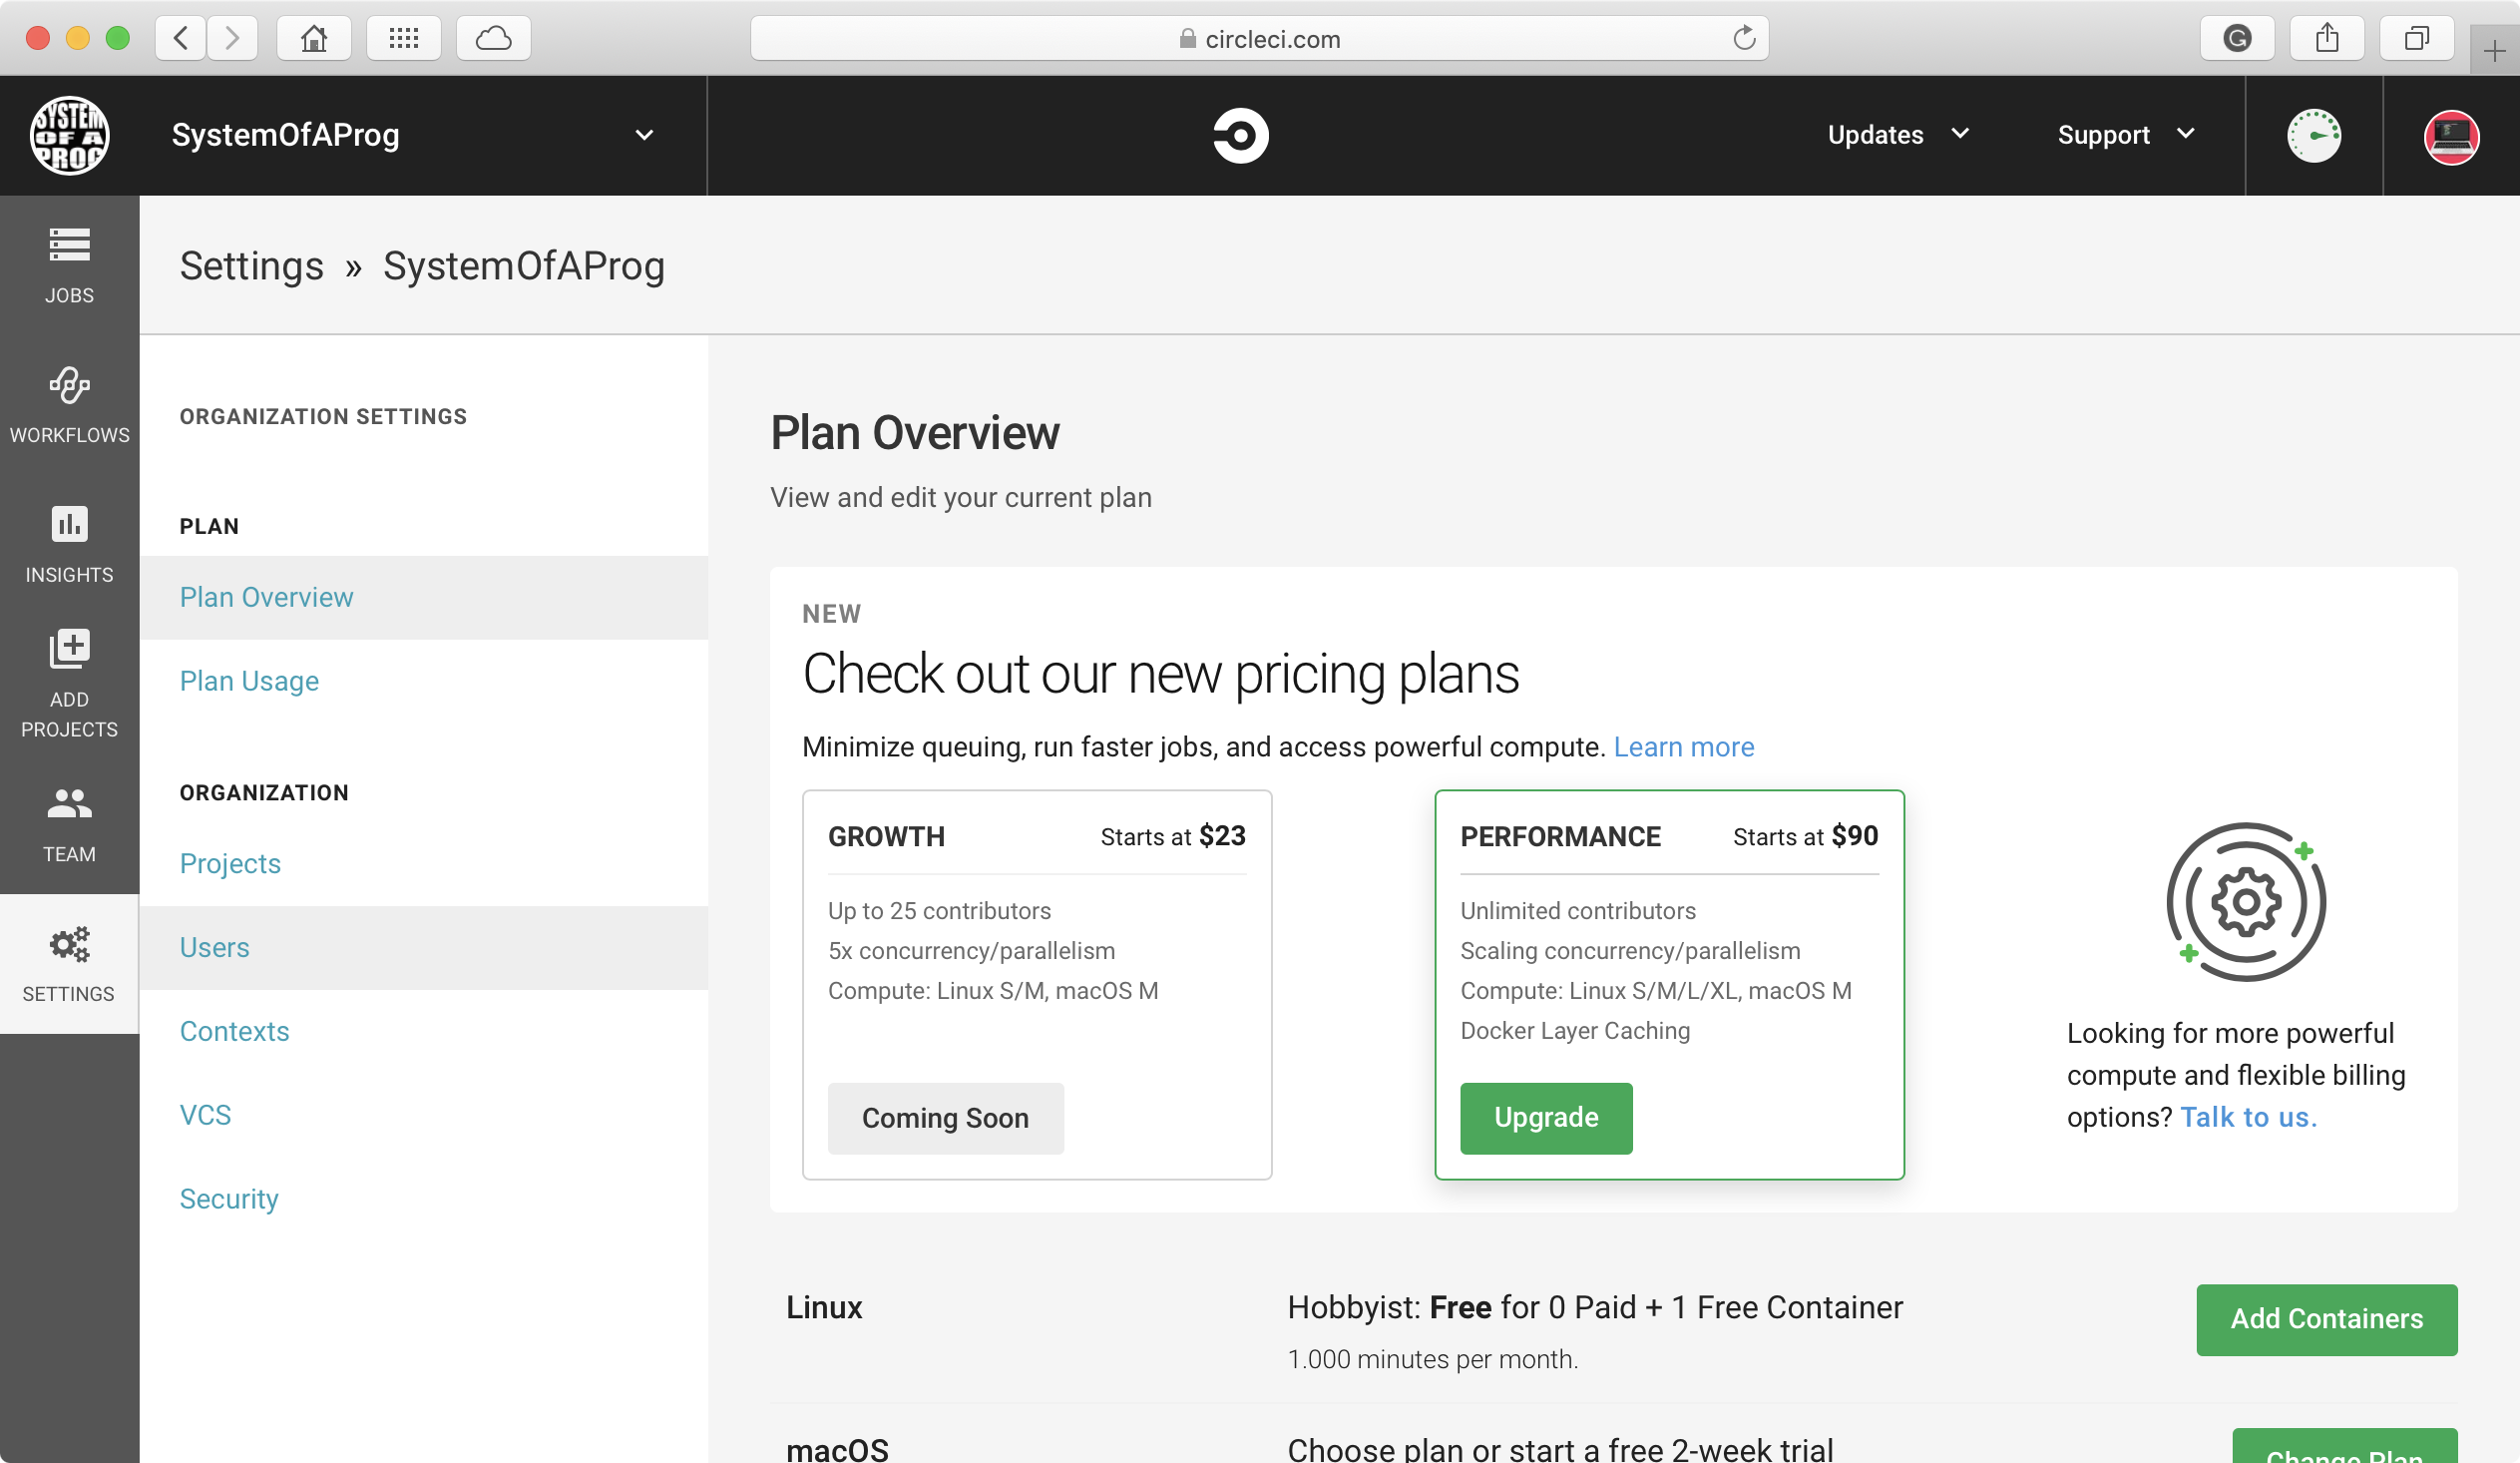 circleci.com
SYSTEM
OF A
PROG
SystemOfAProg
Updates
Support
JOBS
WORKFLOWS
INSIGHTS
ADD
PROJECTS
TEAM
SETTINGS
Settings » SystemOfAProg
ORGANIZATION SETTINGS
PLAN
Plan Overview
Plan Usage
ORGANIZATION
Projects
Users
Contexts
VCS
Security
Plan Overview
View and edit your current plan
NEW
Check out our new pricing plans
Minimize queuing, run faster jobs, and access powerful compute. Learn more
GROWTH Starts at $23
Up to 25 contributors
5x concurrency/parallelism
Compute: Linux S/M, macOS M
Coming Soon
PERFORMANCE Starts at $90
Unlimited contributors
Scaling concurrency/parallelism
Compute: Linux S/M/L/XL, macOS M
Docker Layer Caching
Upgrade
Looking for more powerful
compute and flexible billing
options? Talk to us.
Linux
Hobbyist: Free for 0 Paid + 1 Free Container
1.000 minutes per month.
Add Containers
macOS
Choose plan or start a free 2-week trial
Change Plan